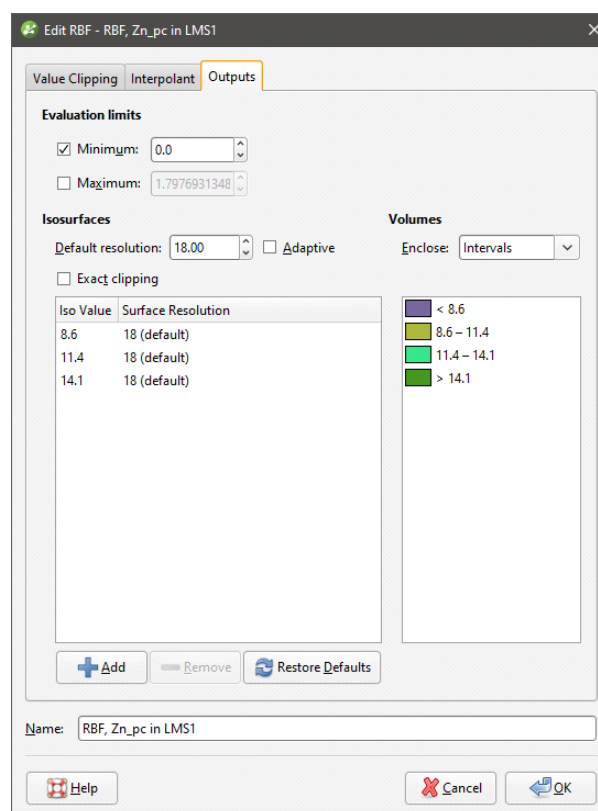 Edit RBF - RBF, Zn_pc in LMS1
Value Clipping Interpolant Outputs
Evaluation limits
Minimum: 0.0
Maximum: 1.7976931348
Isosurfaces Volumes
Default resolution: 18.00 Adaptive Enclose: Intervals
Exact clipping
Iso Value Surface Resolution < 8.6
8.6 18 (default) 8.6 – 11.4
11.4 18 (default) 11.4 – 14.1
14.1 18 (default) > 14.1
Add Remove Restore Defaults
Name: RBF, Zn_pc in LMS1
Help Cancel OK